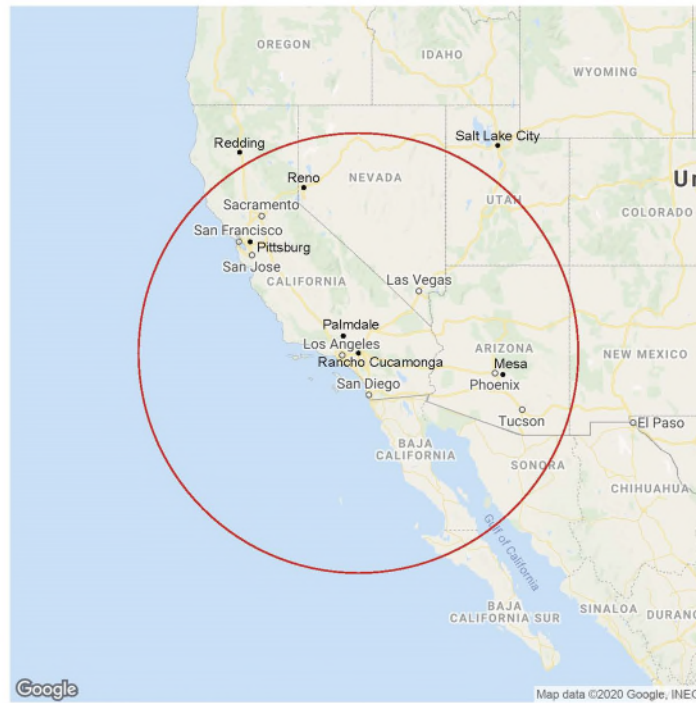 OREGON
IDAHO
WYOMING
Redding
Salt Lake City
Reno
NEVADA
Un
UTAH
Sacramento
COLORADO
San Francisco
Pittsburg
San Jose
CALIFORNIA
Las Vegas
Palmdale
Los Angeles
ARIZONA
NEW MEXICO
Rancho Cucamonga
Mesa
San Diego
Phoenix
Tucson
El Paso
BAJA
CALIFORNIA
SONORA
CHIHUAHUA
Gulf of California
BAJA
CALIFORNIA SUR
SINALOA
DURANG
Google
Map data ©2020 Google, INEG